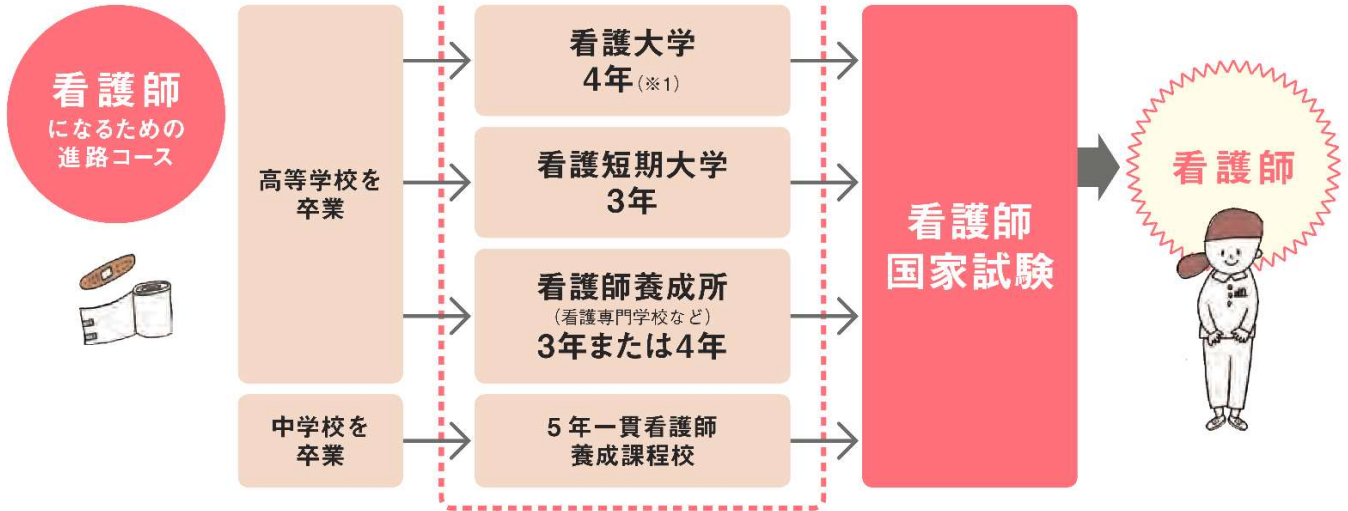 看護師
になるための
進路コース
高等学校を
卒業
看護大学
4年(※1)
看護短期大学
3年
看護師養成所
(看護専門学校など)
3年または4年
中学校を
卒業
5年一貫看護師
養成課程校
看護師
国家試験
看護師